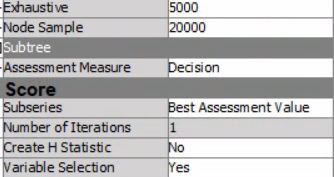 Exhaustive 5000
Node Sample 20000
Subtree
Assessment Measure Decision
Score
Subseries Best Assessment Value
Number of Iterations 1
Create H Statistic No
Variable Selection Yes